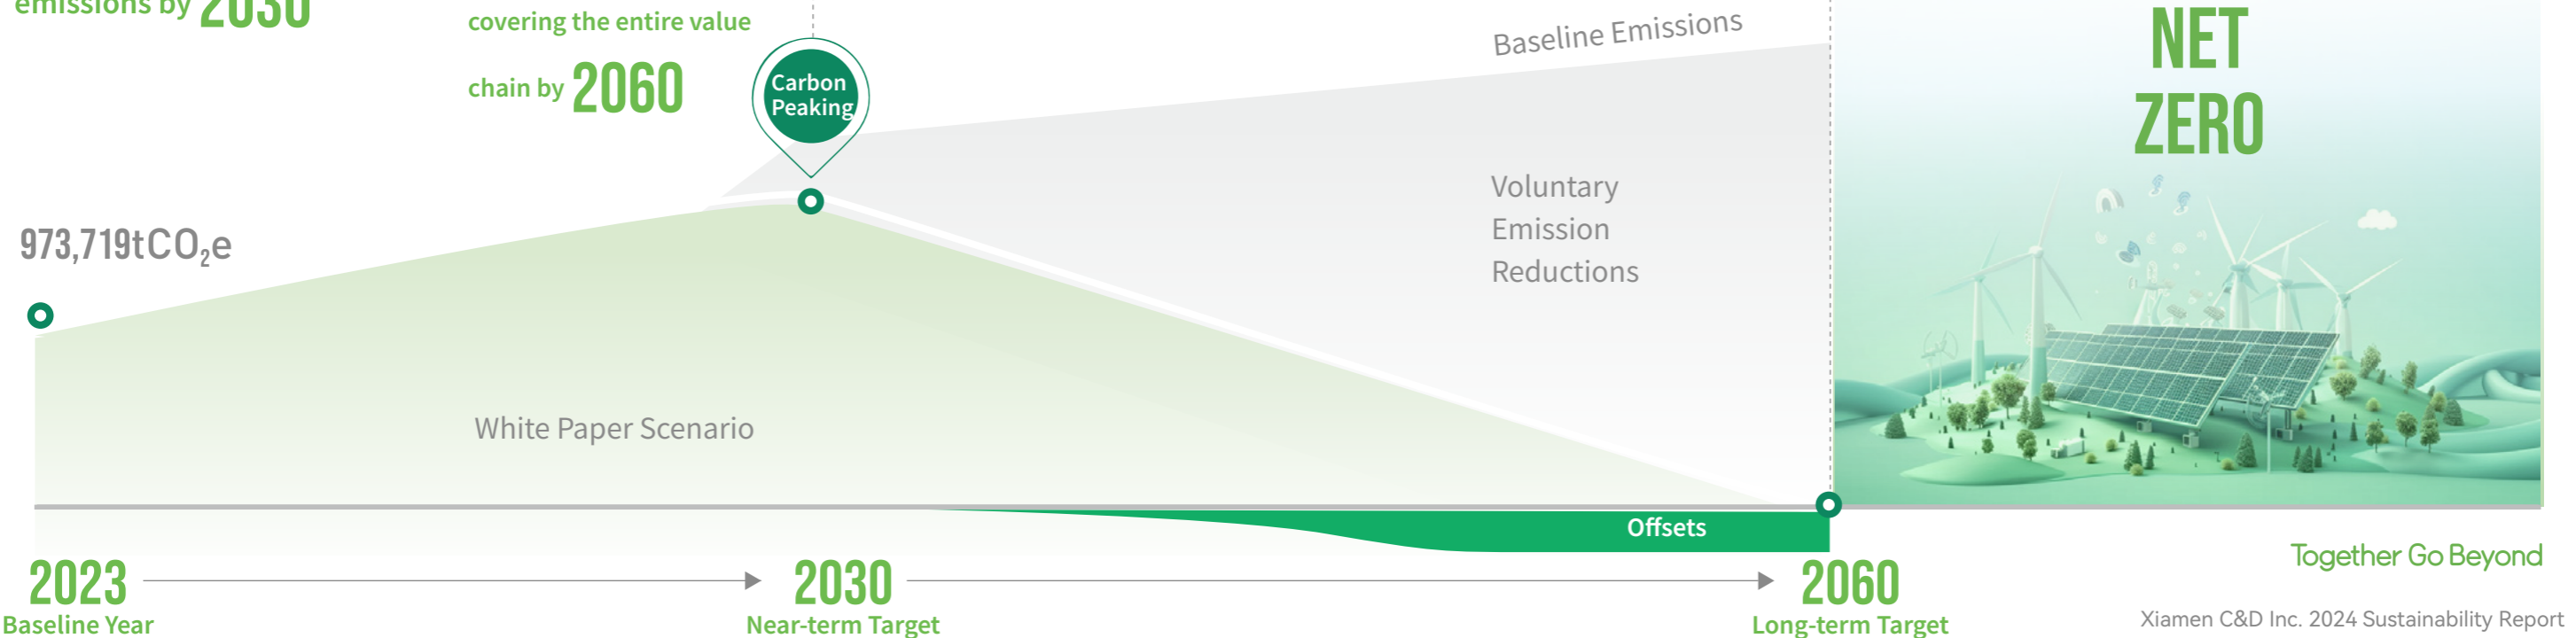 emissions by 2030
covering the entire value
chain by 2060
Carbon
Peaking
Baseline Emissions
NET
ZERO
Voluntary
Emission
Reductions
973,719tCO₂e
White Paper Scenario
Offsets
2023
Baseline Year
2030
Near-term Target
2060
Long-term Target
Together Go Beyond
Xiamen C&D Inc. 2024 Sustainability Report